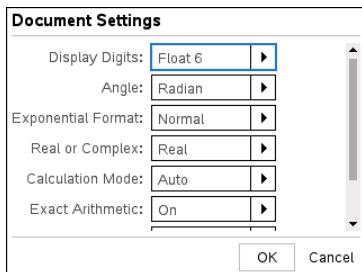 Document Settings
Display Digits: Float 6
Angle: Radian
Exponential Format: Normal
Real or Complex: Real
Calculation Mode: Auto
Exact Arithmetic: On
OK Cancel